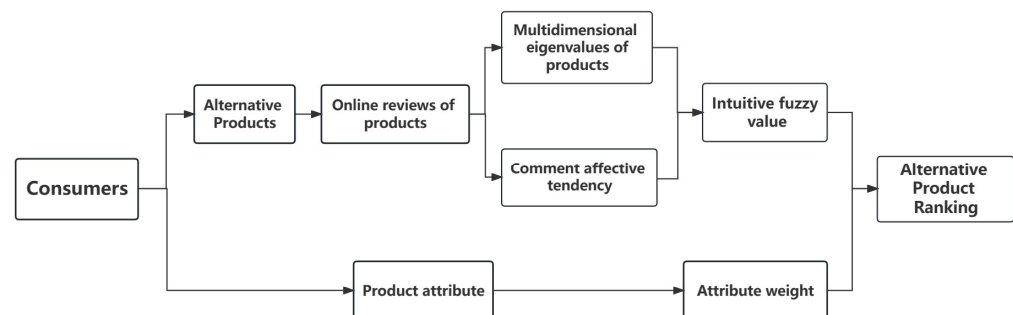 Consumers
Alternative
Products
Online reviews of
products
Multidimensional
eigenvalues of
products
Comment affective
tendency
Intuitive fuzzy
value
Product attribute
Attribute weight
Alternative
Product
Ranking